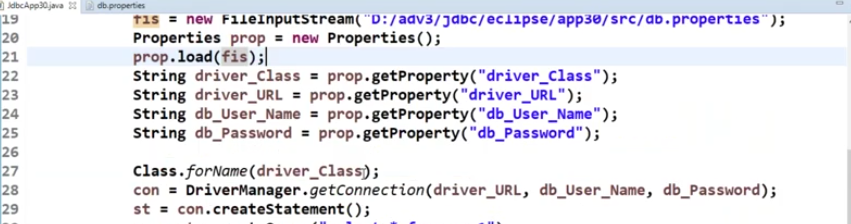 JdbcApp30.java db.properties
19 fis = new FileInputStream("D:/adv3/jdbc/eclipse/app30/src/db.properties");
20 Properties prop = new Properties();
21 prop.load(fis);
22 String driver_Class = prop.getProperty("driver_Class");
23 String driver_URL = prop.getProperty("driver_URL");
24 String db_User_Name = prop.getProperty("db_User_Name");
25 String db_Password = prop.getProperty("db_Password");
26
27 Class.forName(driver_Class);
28 con = DriverManager.getConnection(driver_URL, db_User_Name, db_Password);
29 st = con.createStatement();